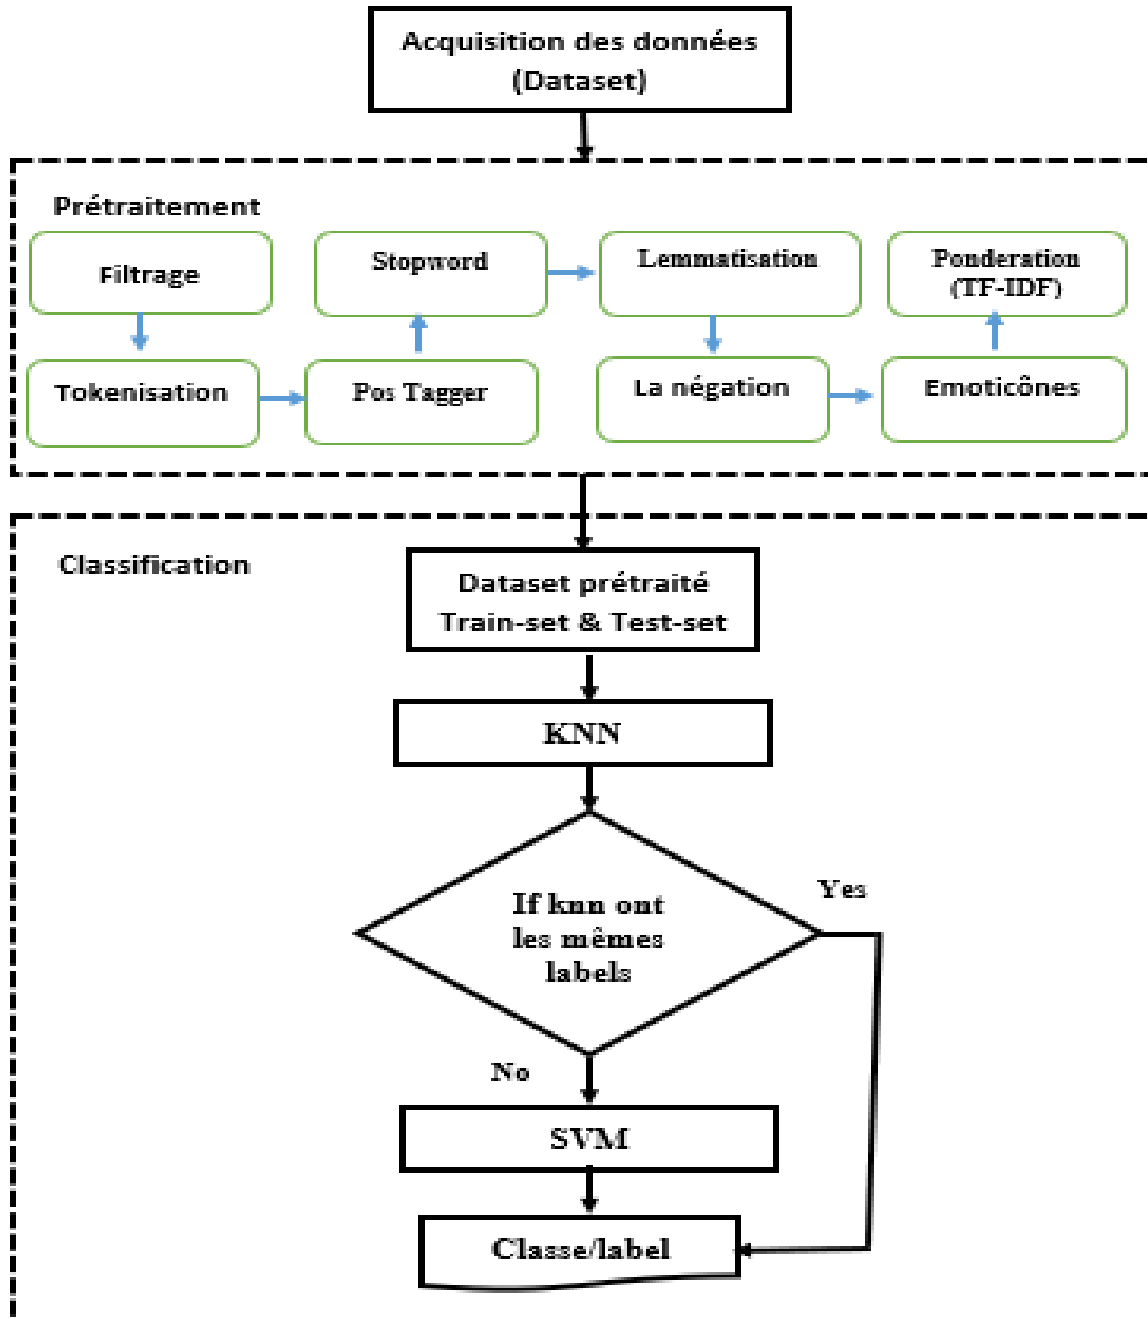 Acquisition des données
(Dataset)
Prétraitement
Filtrage
Stopword
Lemmatisation
Ponderation
(TF-IDF)
Tokenisation
Pos Tagger
La négation
Emoticônes
Classification
Dataset prétraité
Train-set & Test-set
KNN
If knn ont
les mêmes
labels
Yes
No
SVM
Classe/label